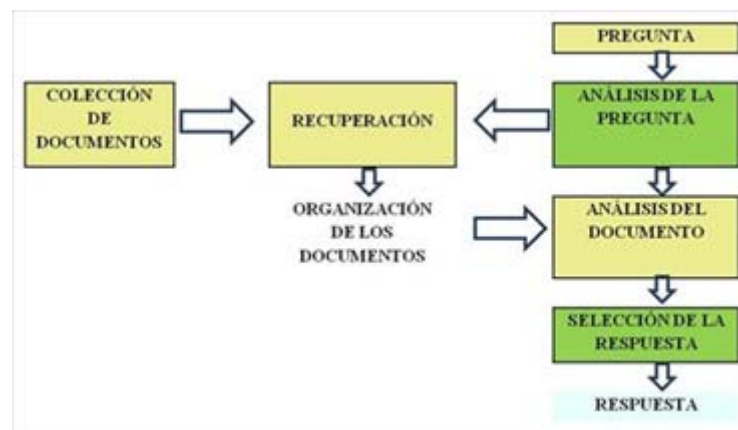 PREGUNTA
COLECCIÓN
DE
DOCUMENTOS
RECUPERACIÓN
ANÁLISIS DE LA
PREGUNTA
ORGANIZACIÓN
DE LOS
DOCUMENTOS
ANÁLISIS DEL
DOCUMENTO
SELECCIÓN DE LA
RESPUESTA
RESPUESTA